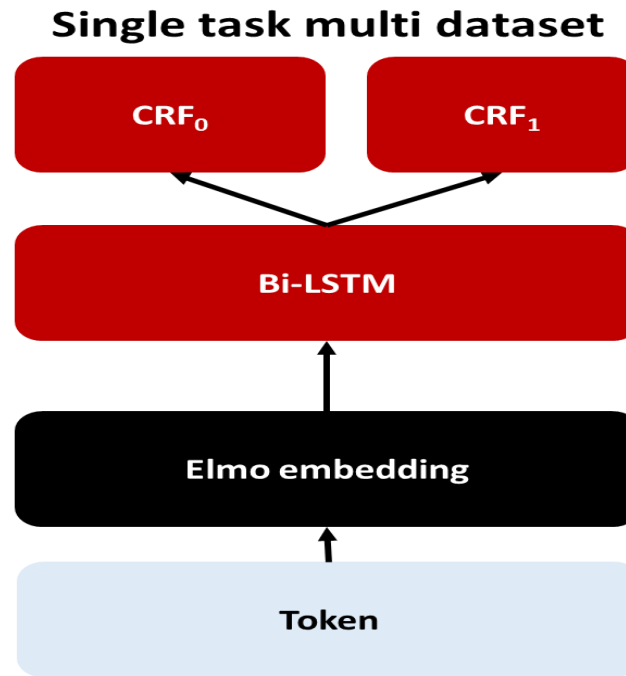 Single task multi dataset
CRF₀ CRF₁
Bi-LSTM
Elmo embedding
Token